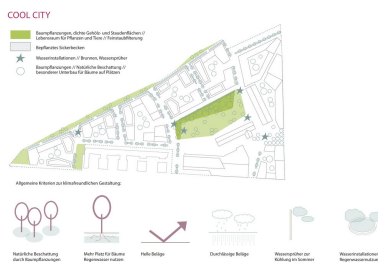 COOL CITY
Baumpflanzungen, dichte Gehölz- und Staudenflächen //
Lebensraum für Pflanzen und Tiere // Feinstaubfilterung
Bepflanztes Sickerbecken
Wasserinstallationen // Brunnen, Wassersprüher
Baumpflanzungen // Natürliche Beschattung //
besonderer Unterbau für Bäume auf Plätzen
Allgemeine Kriterien zur klimafreundlichen Gestaltung:
Natürliche Beschattung
durch Baumpflanzungen
Mehr Platz für Bäume
Regenwasser nutzen
Helle Beläge
Durchlässige Beläge
Wassersprüher zur
Kühlung im Sommer
Wasserinstallationen
Regenwassernutzung